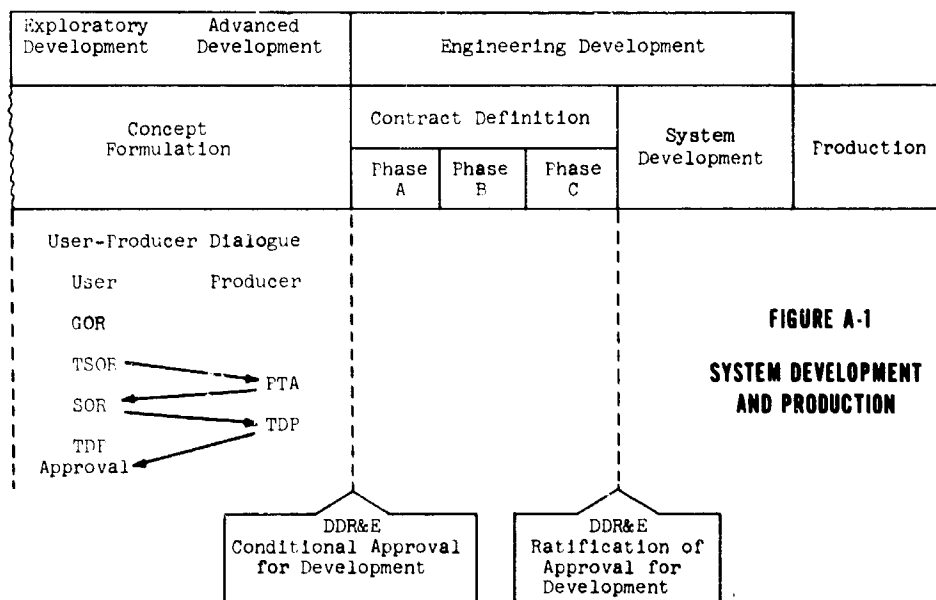 Exploratory Development
Advanced Development
Engineering Development
Concept Formulation
Contract Definition
Phase A
Phase B
Phase C
System Development
Production
User-Producer Dialogue
User
Producer
GOR
TSOR
PTA
SOR
TDP
TDP
Approval
FIGURE A-1
SYSTEM DEVELOPMENT
AND PRODUCTION
DDR&E
Conditional Approval
for Development
DDR&E
Ratification of
Approval for
Development